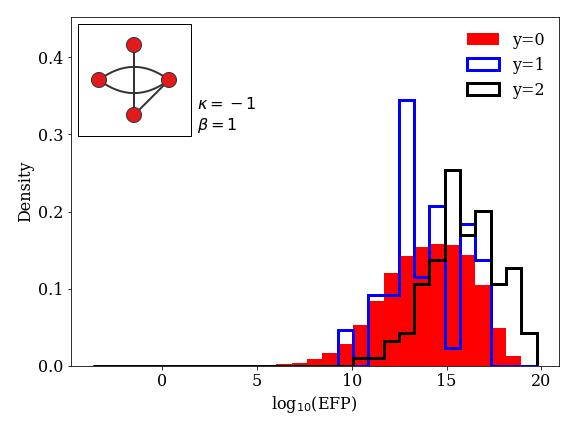 κ = −1
β = 1
y=0
y=1
y=2
Density
0.4
0.3
0.2
0.1
0.0
0 5 10 15 20
log₁₀(EFP)